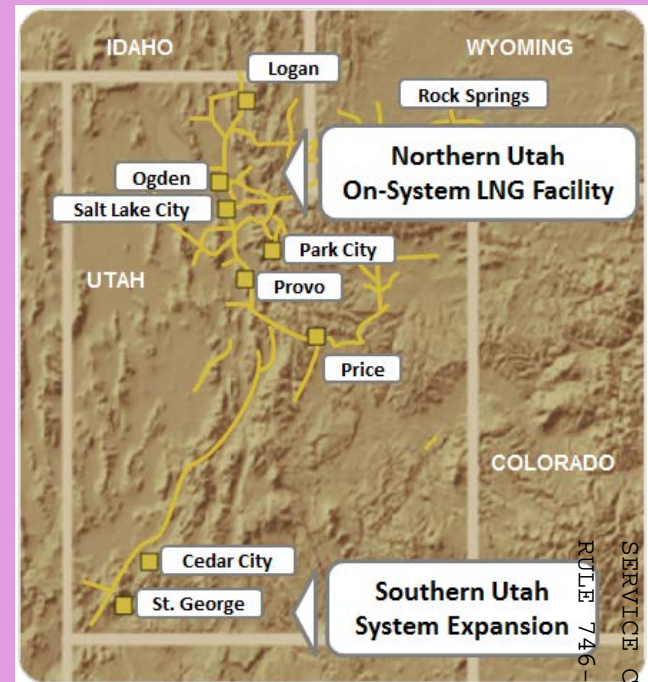 IDAHO
WYOMING
Logan
Rock Springs
Northern Utah
On-System LNG Facility
Ogden
Salt Lake City
Park City
UTAH
Provo
Price
COLORADO
Cedar City
St. George
Southern Utah
System Expansion
SERVICE
RULE 746-